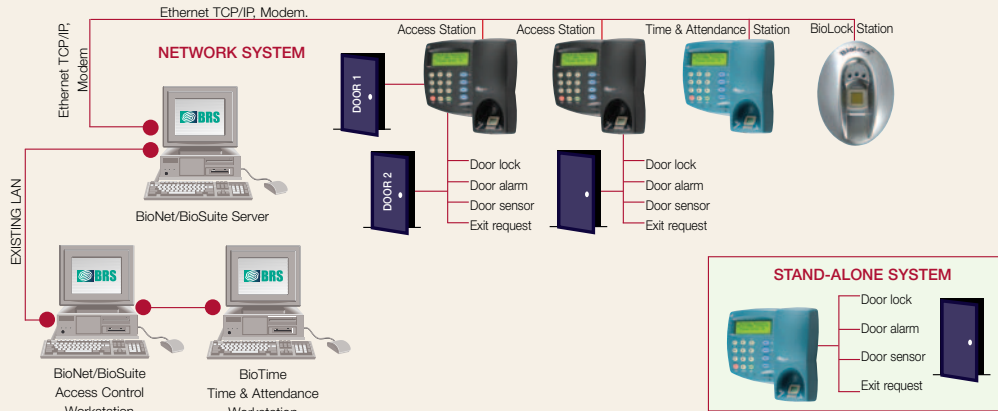 Ethernet TCP/IP, Modem.
Ethernet TCP/IP,
Modem
NETWORK SYSTEM
Access Station
Access Station
Time & Attendance Station
BioLock Station
BioLock
DOOR 1
DOOR 2
BRS
BioNet/BioSuite Server
Door lock
Door alarm
Door sensor
Exit request
Door lock
Door alarm
Door sensor
Exit request
EXISTING LAN
BRS
BRS
BioNet/BioSuite
Access Control
Workstation
BioTime
Time & Attendance
Workstation
STAND-ALONE SYSTEM
Door lock
Door alarm
Door sensor
Exit request